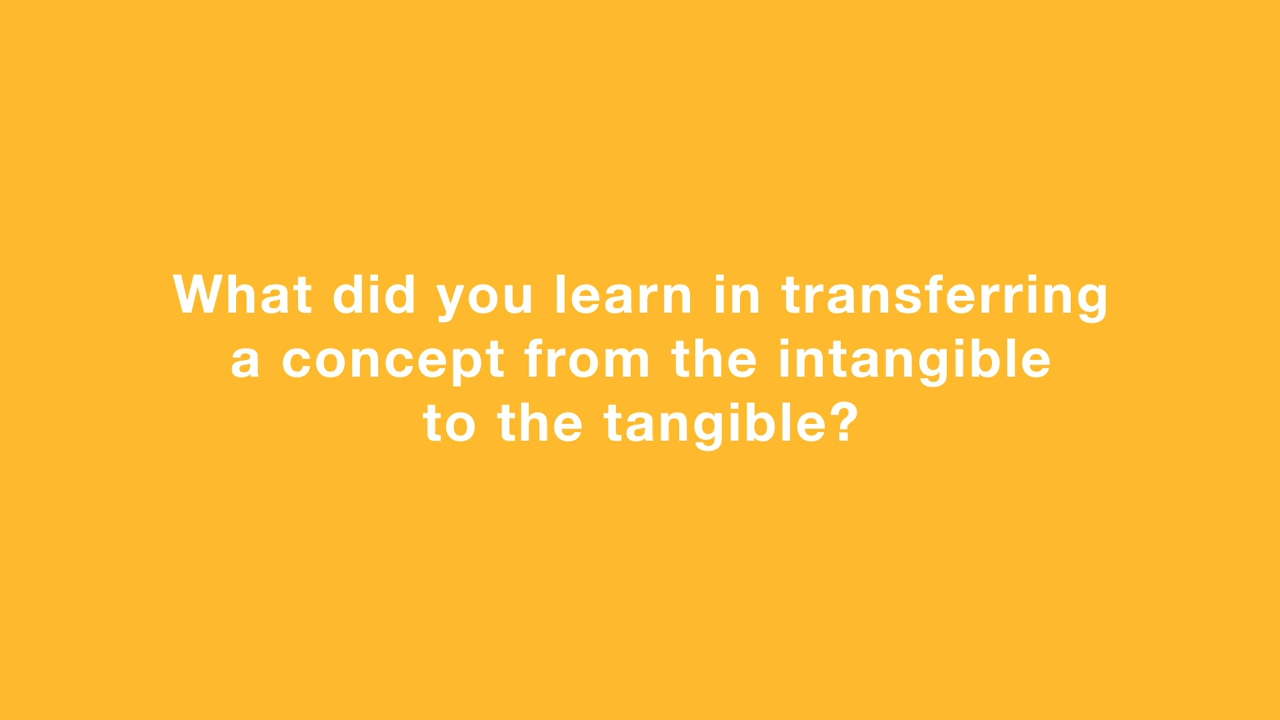 What did you learn in transferring
a concept from the intangible
to the tangible?